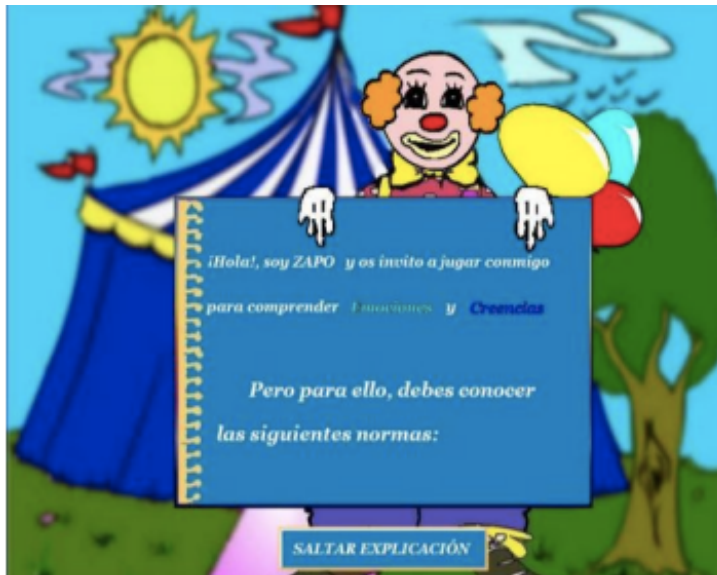 ¡Hola!, soy ZAPO y os invito a jugar conmigo
para comprender Emociones y Creencias
Pero para ello, debes conocer
las siguientes normas:
SALTAR EXPLICACIÓN